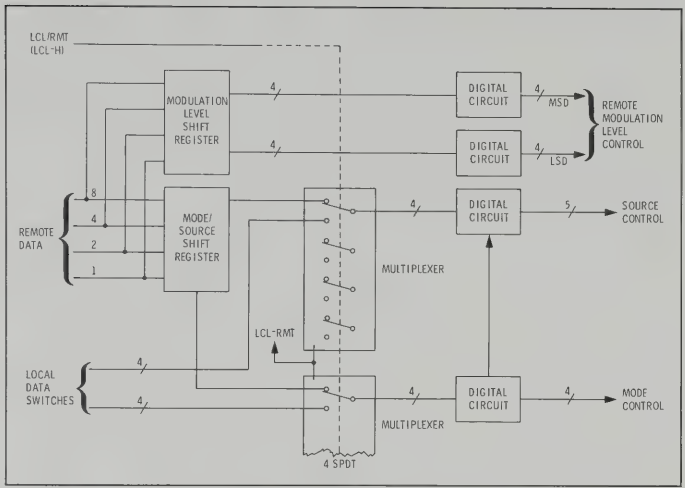 LCL/RMT
(LCL-H)
MODULATION
LEVEL
SHIFT
REGISTER
4
4
DIGITAL
CIRCUIT
4
MSD
DIGITAL
CIRCUIT
4
LSD
REMOTE
MODULATION
LEVEL
CONTROL
REMOTE
DATA
8
4
2
1
MODE/
SOURCE
SHIFT
REGISTER
MULTIPLEXER
4
DIGITAL
CIRCUIT
5
SOURCE
CONTROL
LCL-RMT
LOCAL
DATA
SWITCHES
4
4
4
MULTIPLEXER
4 SPDT
DIGITAL
CIRCUIT
4
MODE
CONTROL